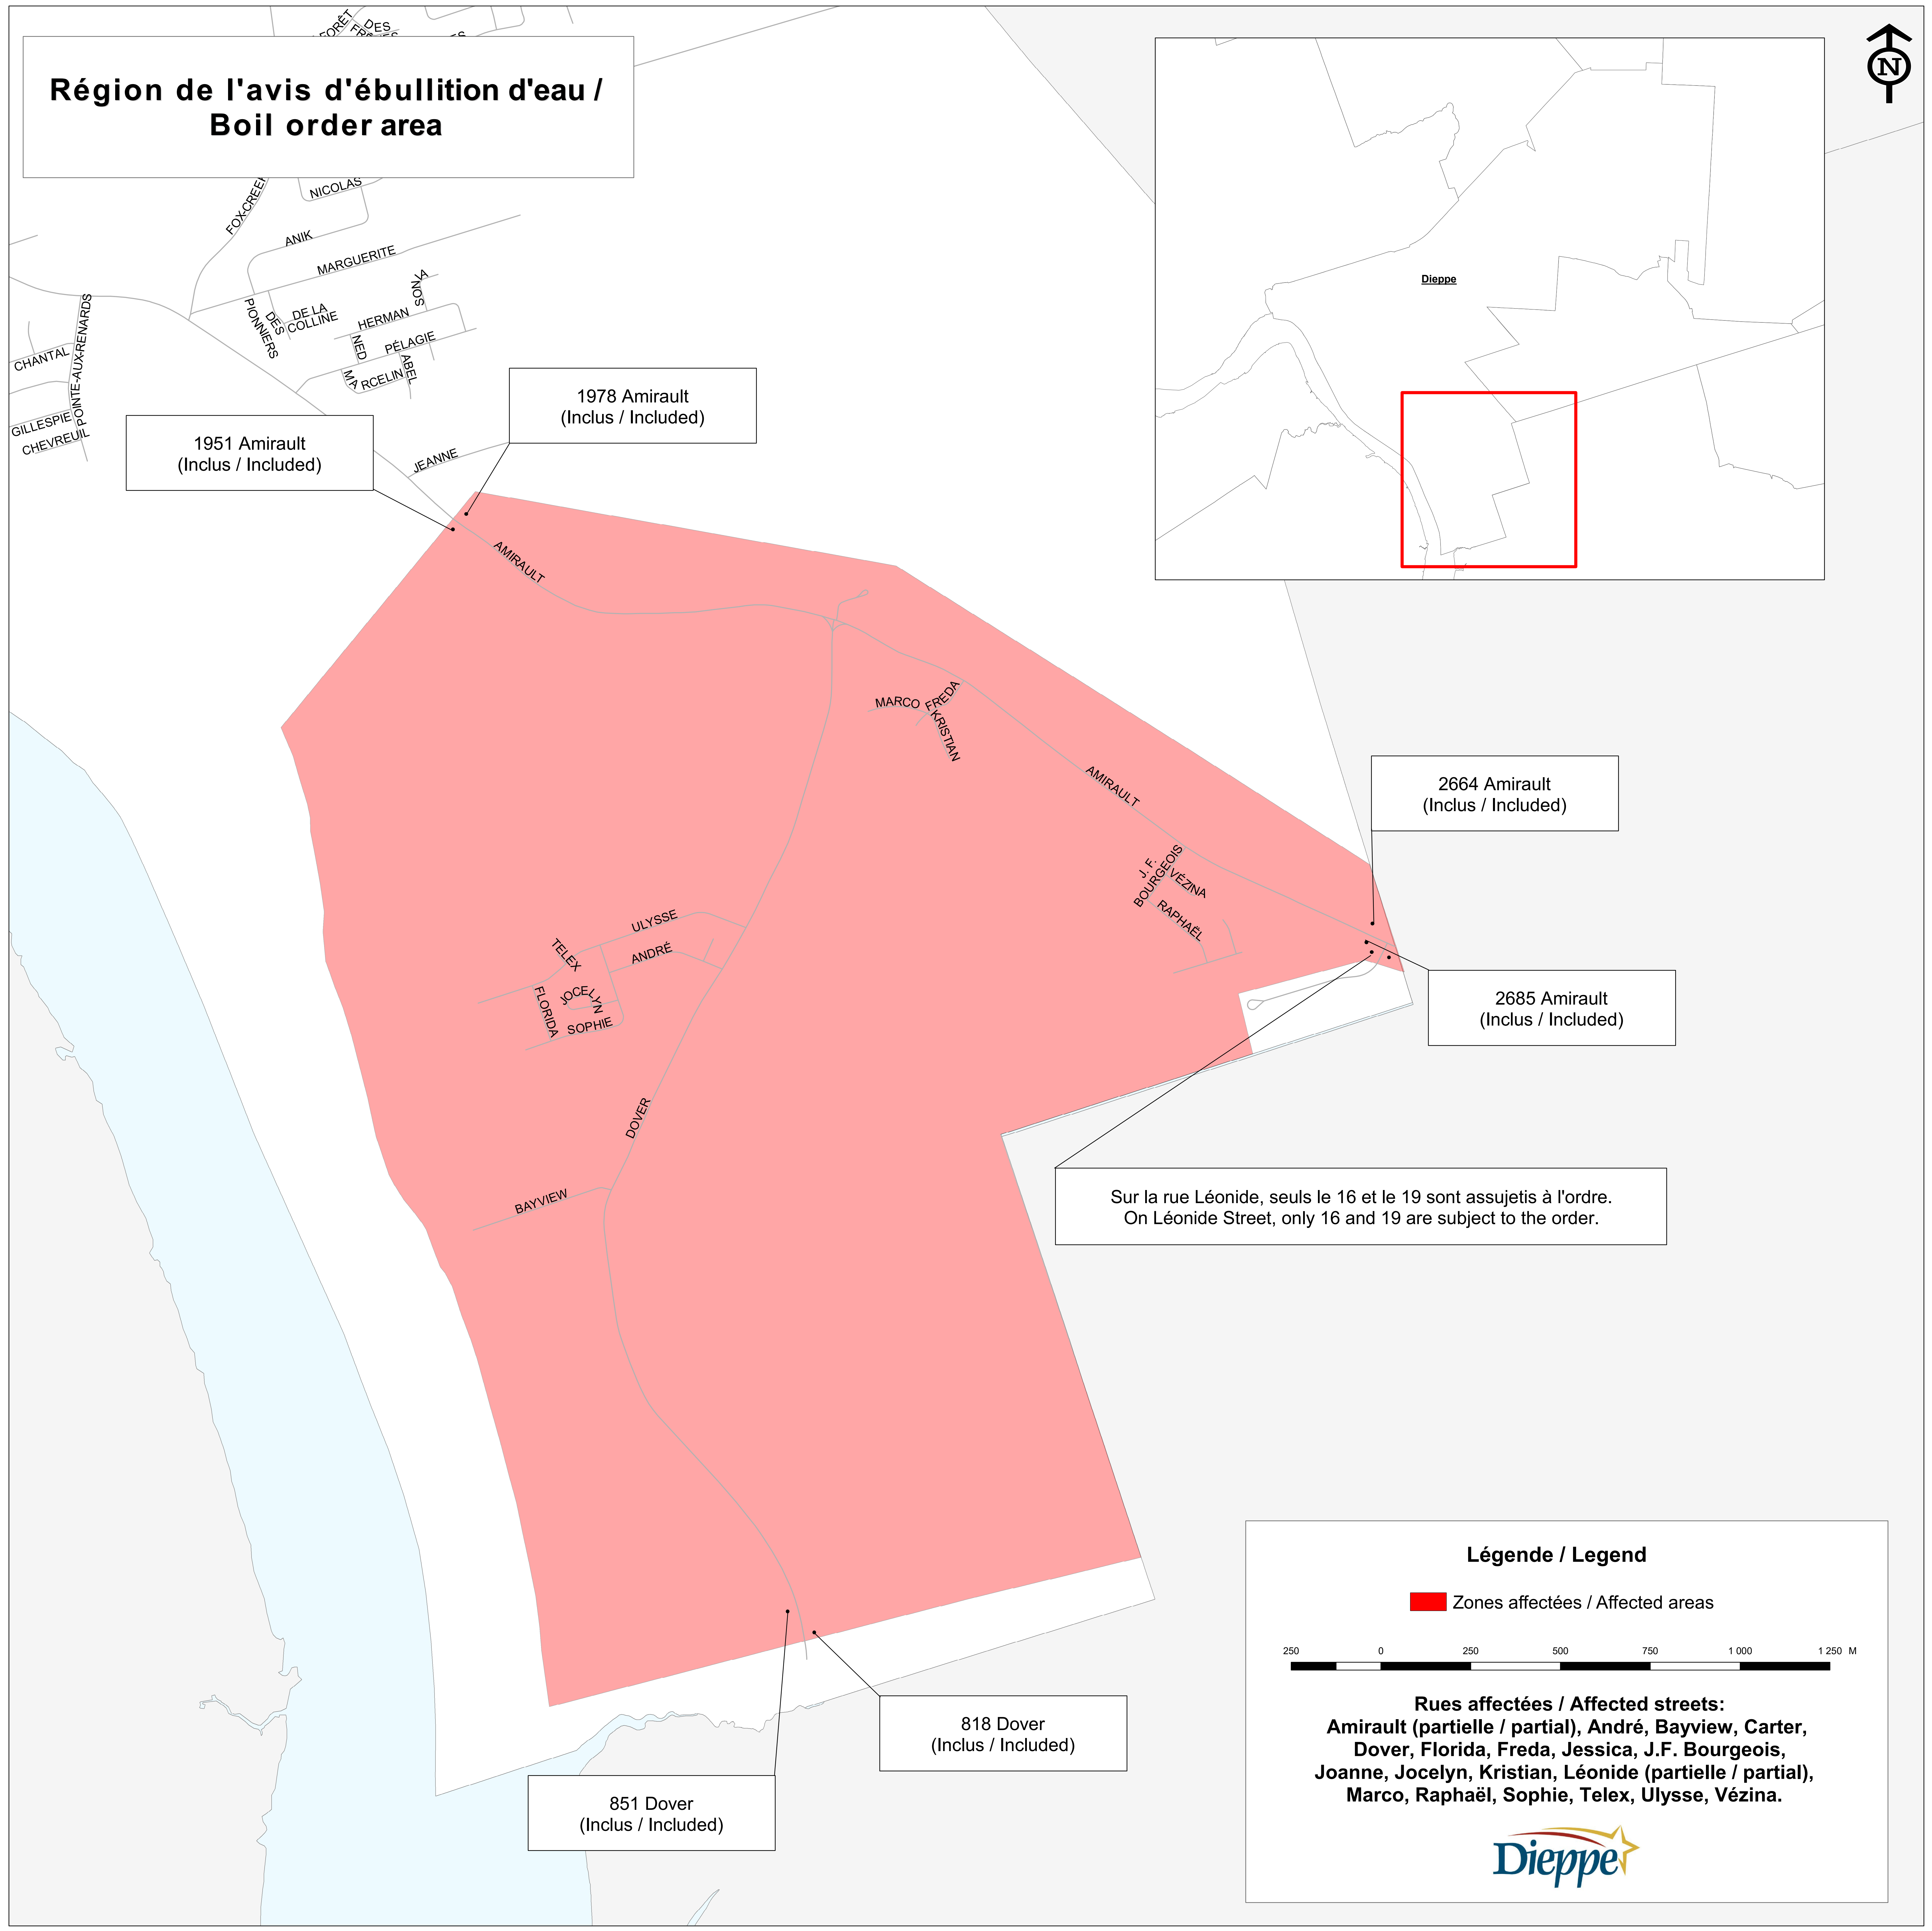 Région de l'avis d'ébullition d'eau /
Boil order area
DES
NICOLAS
ANIK
MARGUERITE
PIONNIERS
DES
DE LA
COLLINE
HERMAN
NED
PÉLAGIE
ABEL
MARCELIN
POINTE-AUX-RENARDS
CHANTAL
GILLESPIE
CHEVREUIL
JEANNE
1978 Amirault
(Inclus / Included)
1951 Amirault
(Inclus / Included)
N
Dieppe
AMIRAULT
MARCO
FREDA
KRISTIAN
AMIRAULT
2664 Amirault
(Inclus / Included)
J. F.
BOURGEOIS
VÉZINA
RAPHAËL
ULYSSE
TELEX
ANDRÉ
JOCELYN
FLORIDA
SOPHIE
2685 Amirault
(Inclus / Included)
DOVER
BAYVIEW
Sur la rue Léonide, seuls le 16 et le 19 sont assujetis à l'ordre.
On Léonide Street, only 16 and 19 are subject to the order.
818 Dover
(Inclus / Included)
851 Dover
(Inclus / Included)
Légende / Legend
Zones affectées / Affected areas
250 0 250 500 750 1 000 1 250 M
Rues affectées / Affected streets:
Amirault (partielle / partial), André, Bayview, Carter,
Dover, Florida, Freda, Jessica, J.F. Bourgeois,
Joanne, Jocelyn, Kristian, Léonide (partielle / partial),
Marco, Raphaël, Sophie, Telex, Ulysse, Vézina.
Dieppe